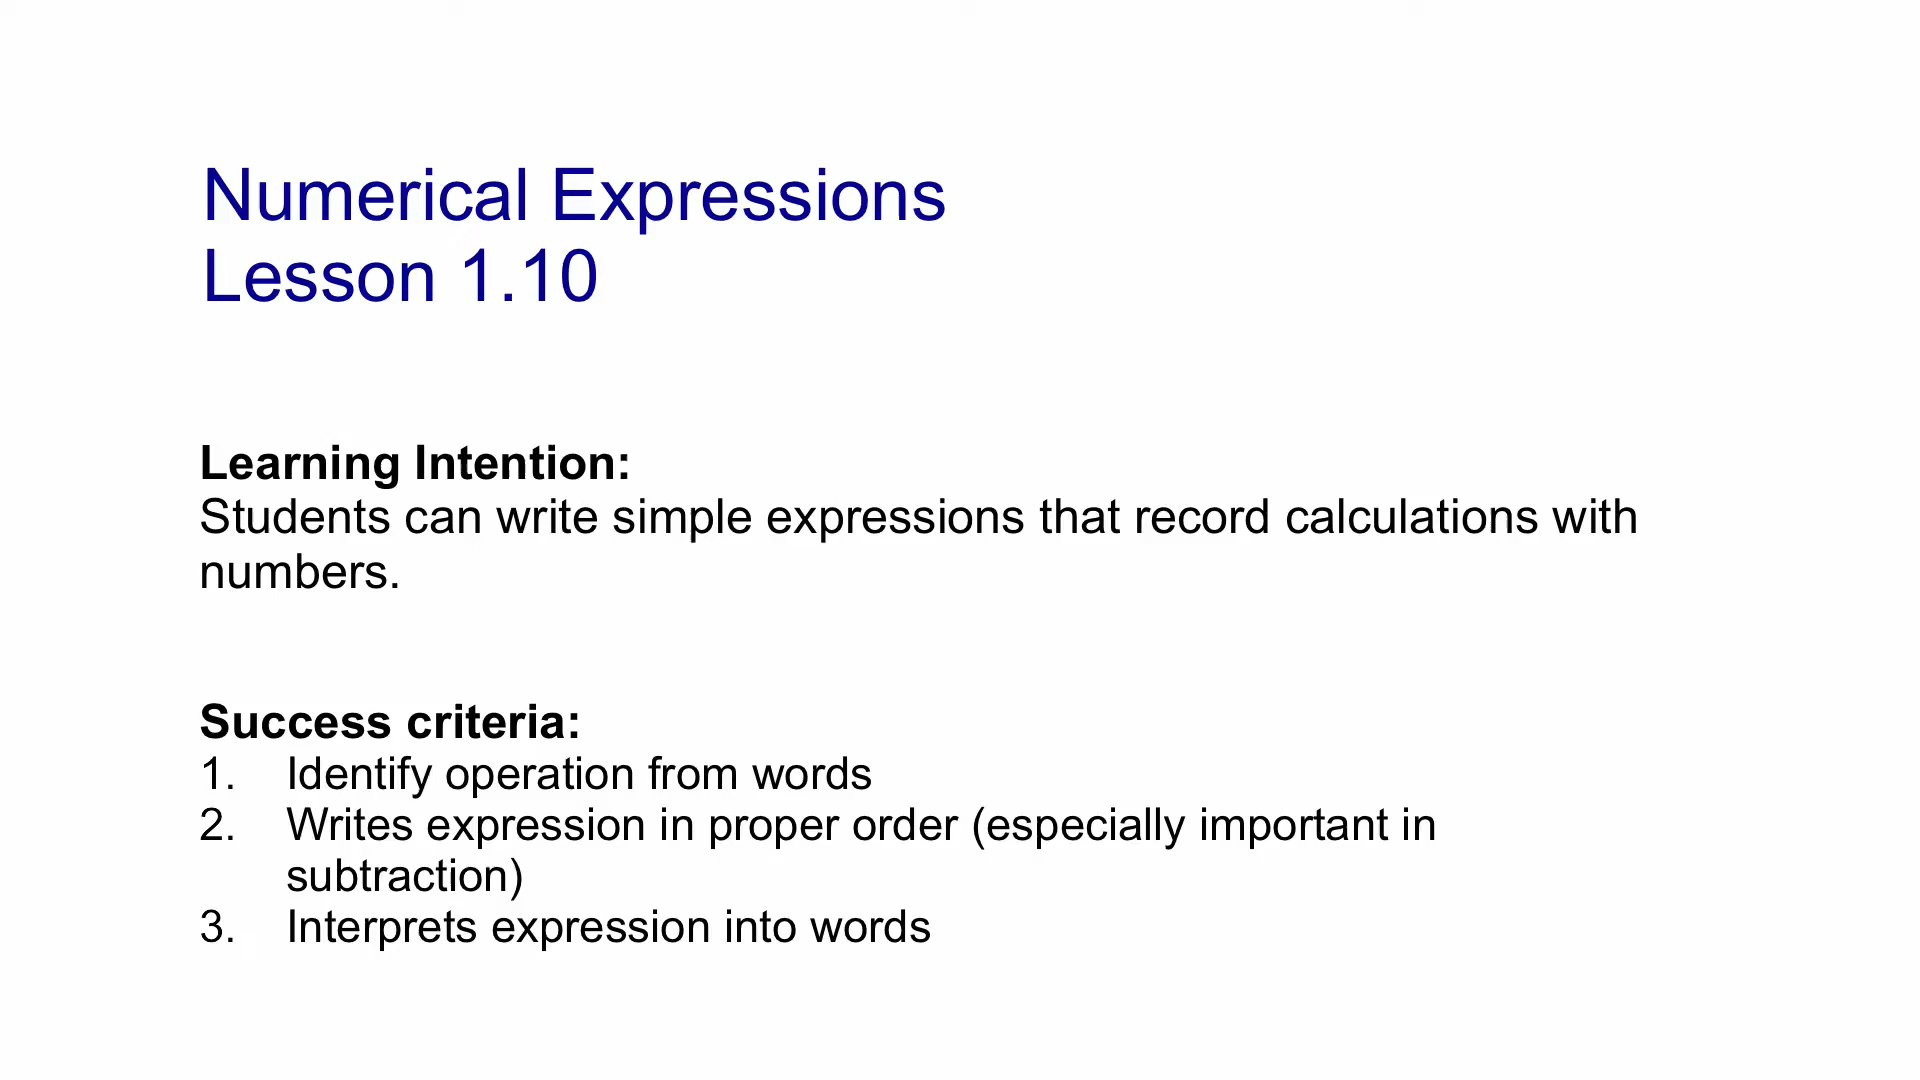 Numerical Expressions
Lesson 1.10
Learning Intention:
Students can write simple expressions that record calculations with
numbers.
Success criteria:
1. Identify operation from words
2. Writes expression in proper order (especially important in
subtraction)
3. Interprets expression into words